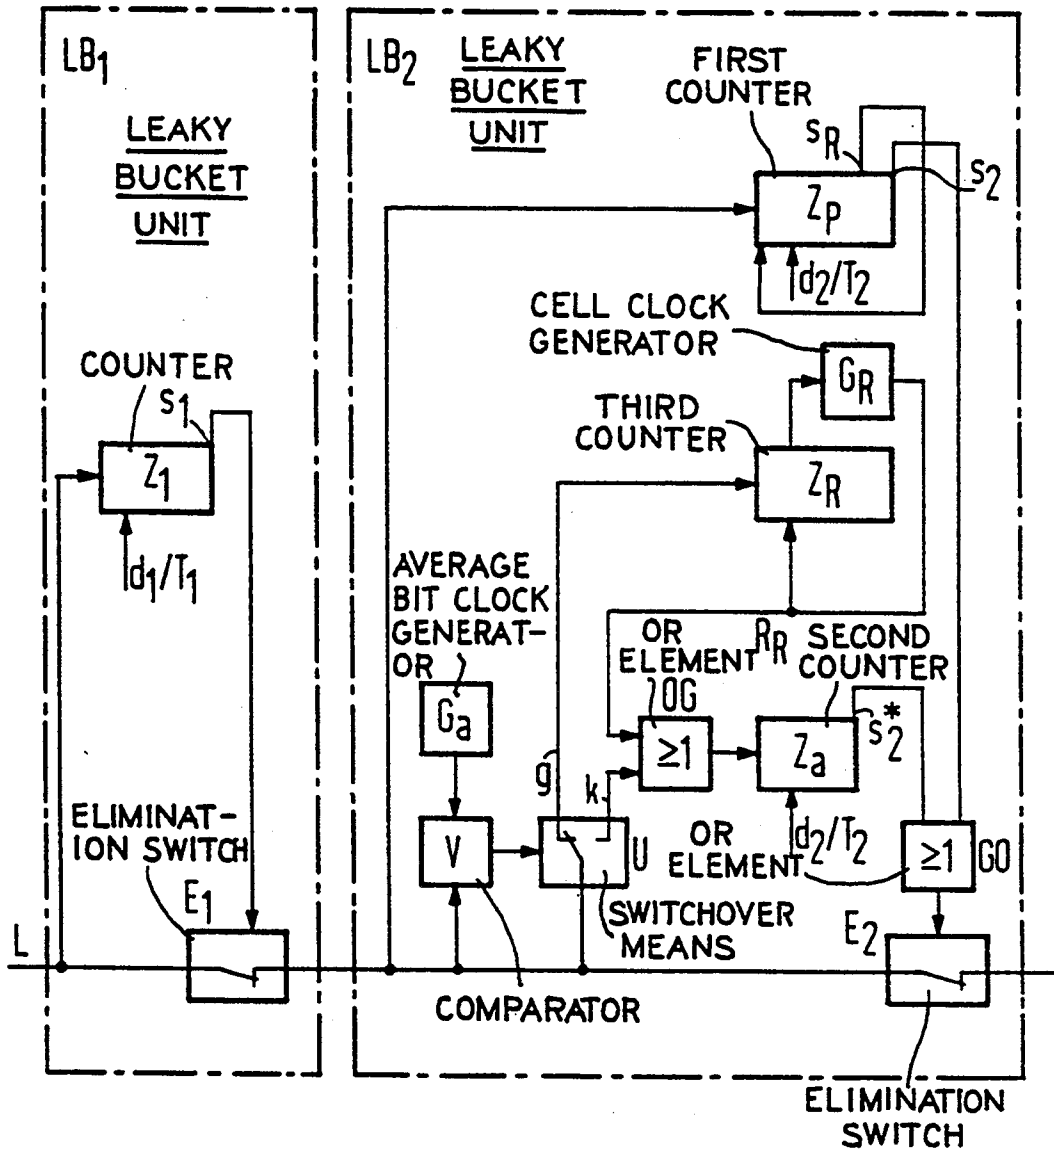 LB1
LEAKY
BUCKET
UNIT
COUNTER
s1
Z1
d1/T1
ELIMINAT-
ION SWITCH
E1
L
LB2
LEAKY
BUCKET
UNIT
FIRST
COUNTER
sR
s2
Zp
d2/T2
CELL CLOCK
GENERATOR
GR
THIRD
COUNTER
ZR
AVERAGE
BIT CLOCK
GENERAT-
OR
Ga
OR
ELEMENT
OG
RR
SECOND
COUNTER
≥1
Za
s2*
g
k
V
U
OR
ELEMENT
d2/T2
≥1
GO
SWITCHOVER
MEANS
E2
COMPARATOR
ELIMINATION
SWITCH